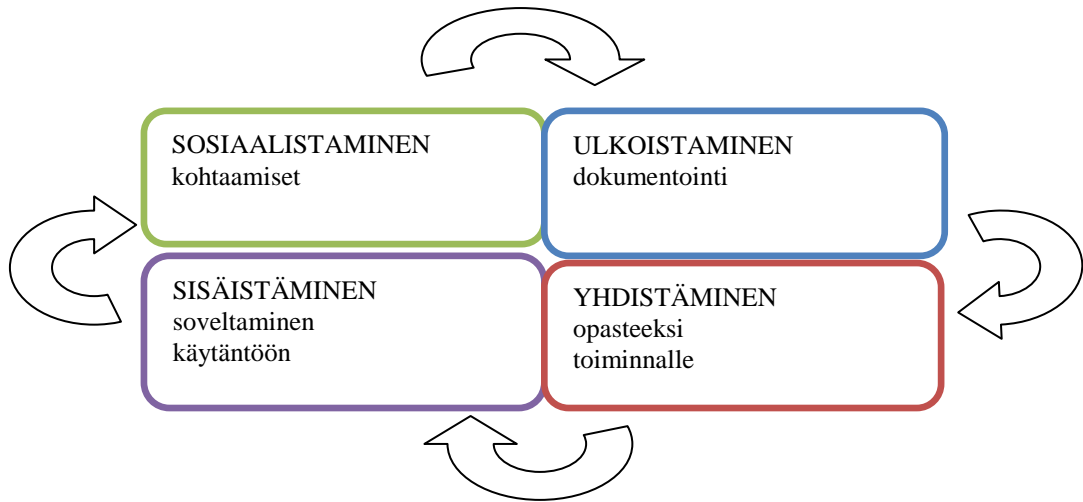 SOSIAALISTAMINEN
kohtaamiset
ULKOISTAMINEN
dokumentointi
SISÄISTÄMINEN
soveltaminen
käytäntöön
YHDISTÄMINEN
opasteeksi
toiminnalle